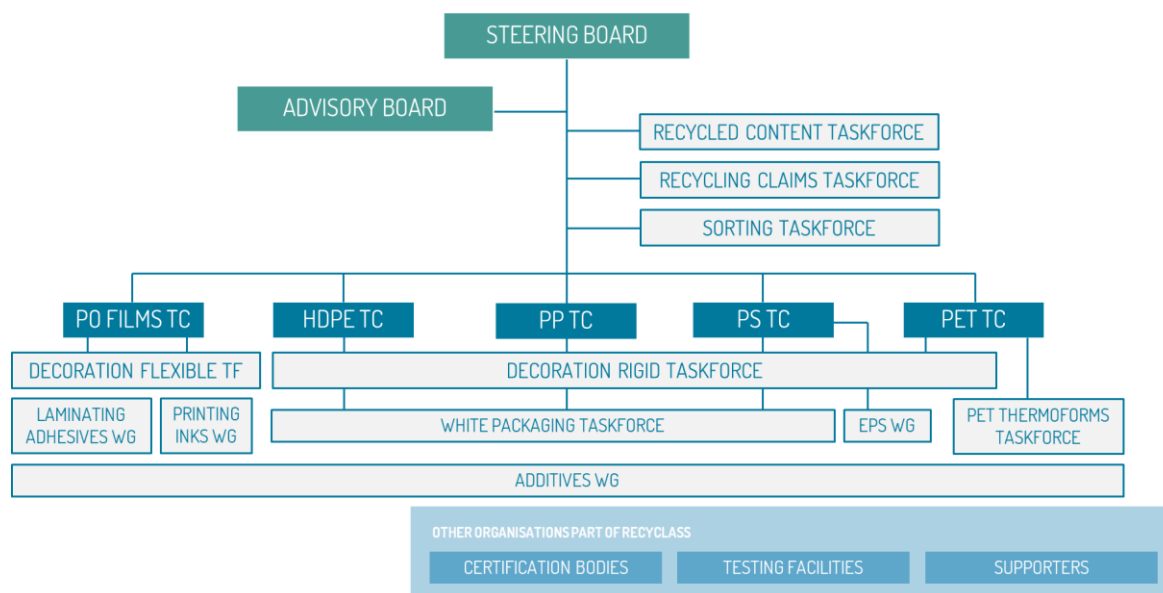 STEERING BOARD
ADVISORY BOARD
RECYCLED CONTENT TASKFORCE
RECYCLING CLAIMS TASKFORCE
SORTING TASKFORCE
PO FILMS TC
HDPE TC
PP TC
PS TC
PET TC
DECORATION FLEXIBLE TF
DECORATION RIGID TASKFORCE
LAMINATING
ADHESIVES WG
PRINTING
INKS WG
WHITE PACKAGING TASKFORCE
EPS WG
PET THERMOFORMS
TASKFORCE
ADDITIVES WG
OTHER ORGANISATIONS PART OF RECYCLASS
CERTIFICATION BODIES
TESTING FACILITIES
SUPPORTERS